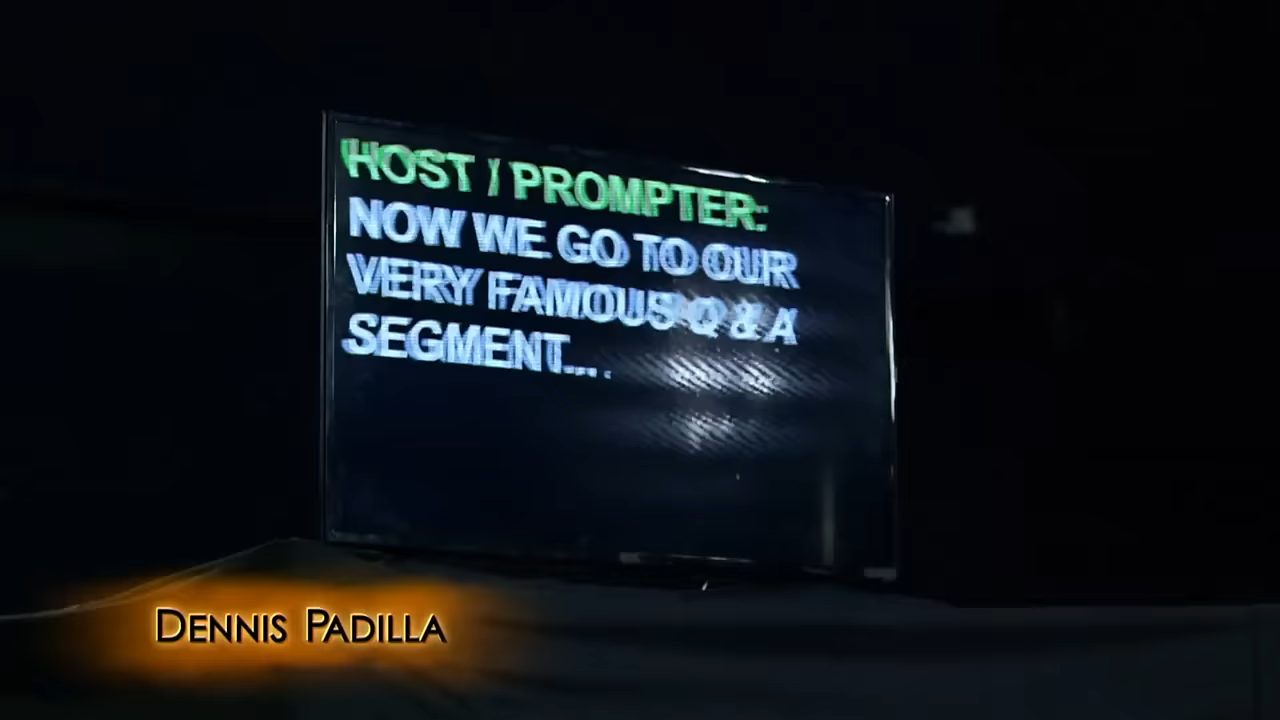 HOST / PROMPTER:
NOW WE GO TO OUR
VERY FAMOUS Q & A
SEGMENT...
DENNIS PADILLA